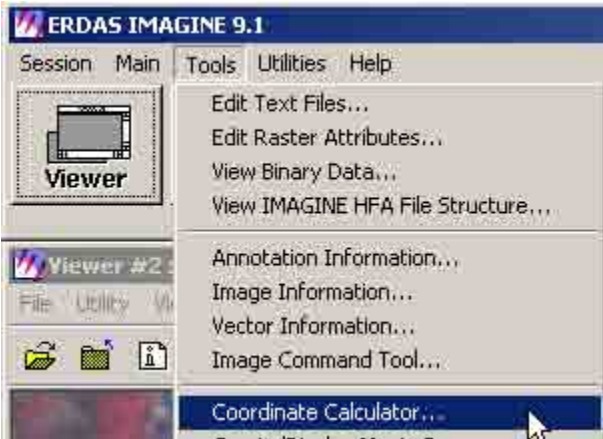 ERDAS IMAGINE 9.1
Session Main Tools Utilities Help
Viewer
Edit Text Files...
Edit Raster Attributes...
View Binary Data...
View IMAGINE HFA File Structure...
Annotation Information...
Image Information...
Vector Information...
Image Command Tool...
Coordinate Calculator...
Viewer #2
File Utility